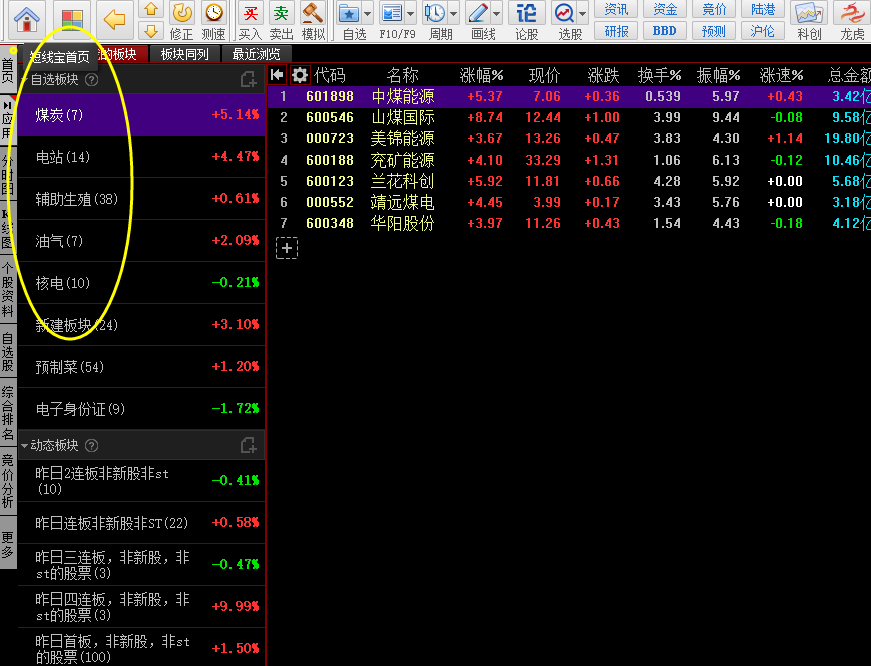 买 卖 资讯 资金 竞价 陆港
修正 测速 买入 卖出 模拟 自选 F10/F9 周期 画线 论股 选股 研报 BBD 预测 沪伦 科创 龙虎
首页
应用
分时图
K线图
个股资料
自选股
综合排名
竞价分析
更多
短线宝首页 的板块 板块同列 最近浏览
自选板块 ?
煤炭(7) +5.14%
电站(14) +4.47%
辅助生殖(38) +0.61%
油气(7) +2.09%
核电(10) -0.21%
新建板块(24) +3.10%
预制菜(54) +1.20%
电子身份证(9) -1.72%
动态板块 ?
昨日2连板非新股非st
(10) -0.41%
昨日连板非新股非ST(22) +0.58%
昨日三连板，非新股，非
st的股票(3) -0.47%
昨日四连板，非新股，非
st的股票(3) +9.99%
昨日首板，非新股，非st
的股票(100) +1.50%
代码 名称 涨幅% 现价 涨跌 换手% 振幅% 涨速% 总金额
1 601898 中煤能源 +5.37 7.06 +0.36 0.539 5.97 +0.43 3.42亿
2 600546 山煤国际 +8.74 12.44 +1.00 3.99 9.44 -0.08 9.58亿
3 000723 美锦能源 +3.67 13.26 +0.47 3.83 4.30 +1.14 19.80亿
4 600188 兖矿能源 +4.10 33.29 +1.31 1.06 6.13 -0.12 10.46亿
5 600123 兰花科创 +5.92 11.81 +0.66 4.28 5.92 +0.00 5.68亿
6 000552 靖远煤电 +4.45 3.99 +0.17 3.43 5.76 +0.00 3.18亿
7 600348 华阳股份 +3.97 11.26 +0.43 1.54 4.43 -0.18 4.12亿